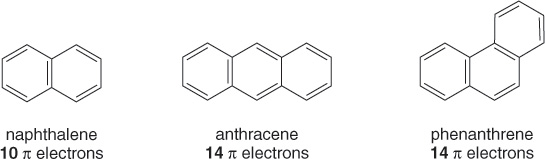 naphthalene
10 π electrons
anthracene
14 π electrons
phenanthrene
14 π electrons